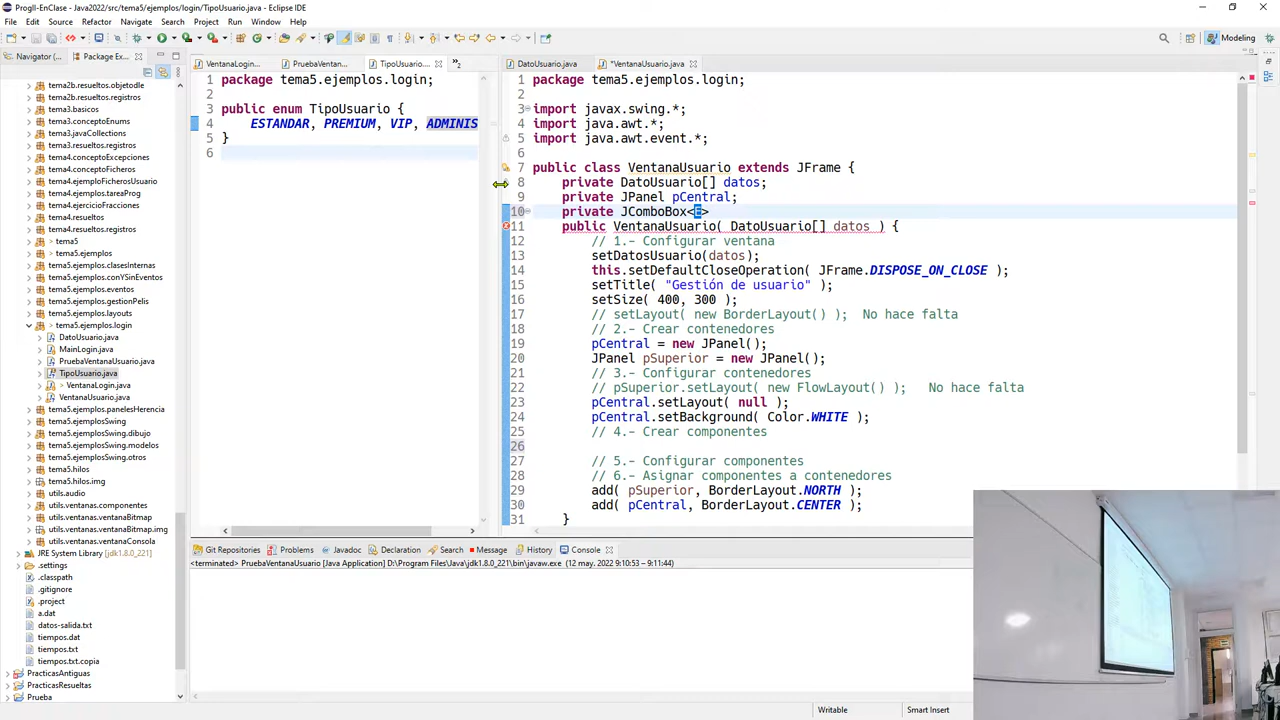 ProgII-EnClase - Java2022/src/tema5/ejemplos/login/TipoUsuario.java - Eclipse IDE
File Edit Source Refactor Navigate Search Project Run Window Help
Modeling
Navigator (...
Package Ex...
tema2b.resueltos.objetodle
tema2b.resueltos.registros
tema3.basicos
tema3.conceptoEnums
tema3.javaCollections
tema3.resueltos.registros
tema4.conceptoExcepciones
tema4.conceptoFicheros
tema4.ejemploFicherosUsuario
tema4.ejemplos.tareaProg
tema4.ejercicioFracciones
tema4.resueltos.registros
tema5
tema5.ejemplos
tema5.ejemplos.clasesInternas
tema5.ejemplos.conYSinEventos
tema5.ejemplos.eventos
tema5.ejemplos.gestionPelis
tema5.ejemplos.layouts
tema5.ejemplos.login
DatoUsuario.java
MainLogin.java
PruebaVentanaUsuario.java
TipoUsuario.java
VentanaLogin.java
VentanaUsuario.java
tema5.ejemplos.panelesHerencia
tema5.ejemplosSwing
tema5.ejemplosSwing.dibujo
tema5.ejemplosSwing.modelos
tema5.ejemplosSwing.otros
tema5.hilos
tema5.hilos.img
utils.audio
utils.ventanas.componentes
utils.ventanas.ventanaBitmap
utils.ventanas.ventanaBitmap.img
utils.ventanas.ventanaConsola
JRE System Library [jdk1.8.0_221]
.settings
.classpath
.gitignore
.project
a.dat
datos-salida.txt
tiempos.dat
tiempos.txt
tiempos.txt.copia
PracticasAntiguas
PracticasResueltas
Prueba
VentanaLogin... PruebaVentan... TipoUsuario.... »2
1 package tema5.ejemplos.login;
2
3 public enum TipoUsuario {
4 ESTANDAR, PREMIUM, VIP, ADMINIS
5 }
6
DatoUsuario.java *VentanaUsuario.java
1 package tema5.ejemplos.login;
2
3 import javax.swing.*;
4 import java.awt.*;
5 import java.awt.event.*;
6
7 public class VentanaUsuario extends JFrame {
8 private DatoUsuario[] datos;
9 private JPanel pCentral;
10 private JComboBox<E>
11 public VentanaUsuario( DatoUsuario[] datos ) {
12 // 1.- Configurar ventana
13 setDatosUsuario(datos);
14 this.setDefaultCloseOperation( JFrame.DISPOSE_ON_CLOSE );
15 setTitle( "Gestión de usuario" );
16 setSize( 400, 300 );
17 // setLayout( new BorderLayout() ); No hace falta
18 // 2.- Crear contenedores
19 pCentral = new JPanel();
20 JPanel pSuperior = new JPanel();
21 // 3.- Configurar contenedores
22 // pSuperior.setLayout( new FlowLayout() ); No hace falta
23 pCentral.setLayout( null );
24 pCentral.setBackground( Color.WHITE );
25 // 4.- Crear componentes
26
27 // 5.- Configurar componentes
28 // 6.- Asignar componentes a contenedores
29 add( pSuperior, BorderLayout.NORTH );
30 add( pCentral, BorderLayout.CENTER );
31 }
Git Repositories Problems Javadoc Declaration Search Message History Console
<terminated> PruebaVentanaUsuario [Java Application] D:\Program Files\Java\jdk1.8.0_221\bin\javaw.exe (12 may. 2022 9:10:53 – 9:11:44)
Writable Smart Insert